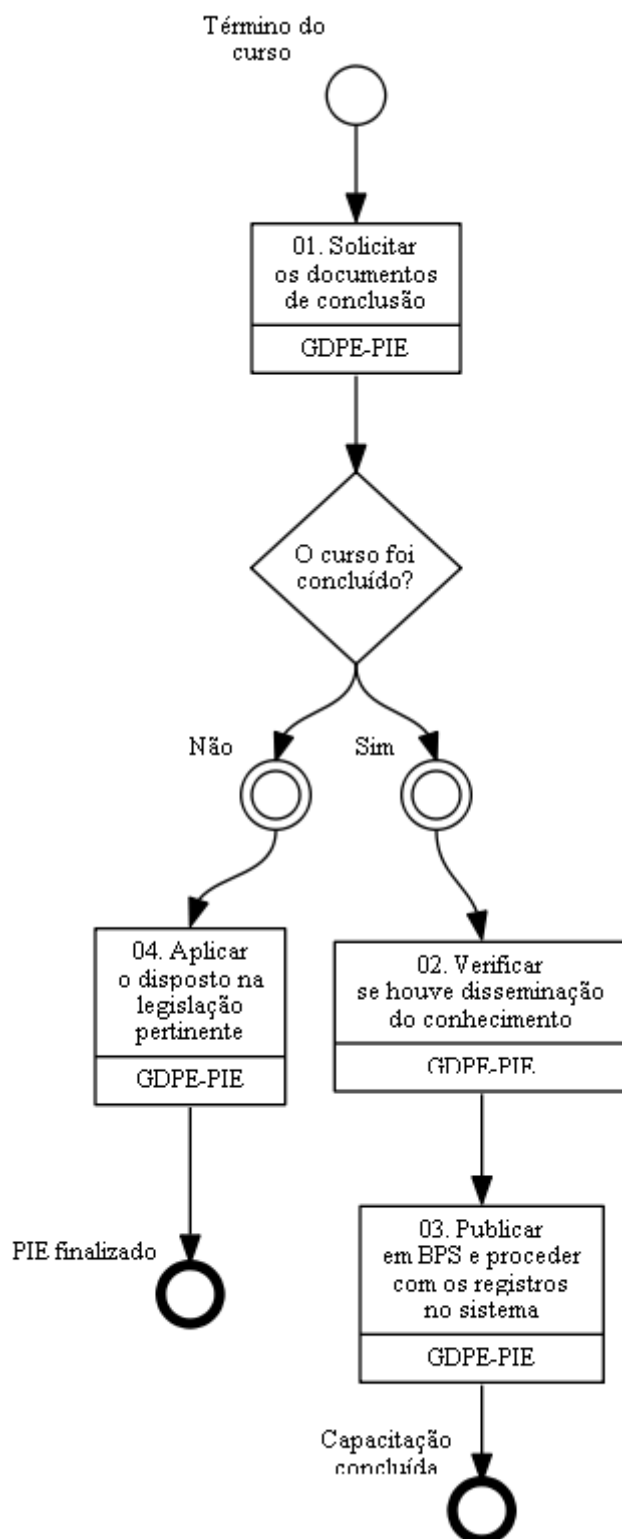 Término do
curso
01. Solicitar
os documentos
de conclusão
GDPE-PIE
O curso foi
concluído?
Não
Sim
04. Aplicar
o disposto na
legislação
pertinente
GDPE-PIE
02. Verificar
se houve disseminação
do conhecimento
GDPE-PIE
03. Publicar
em BPS e proceder
com os registros
no sistema
GDPE-PIE
PIE finalizado
Capacitação
concluída